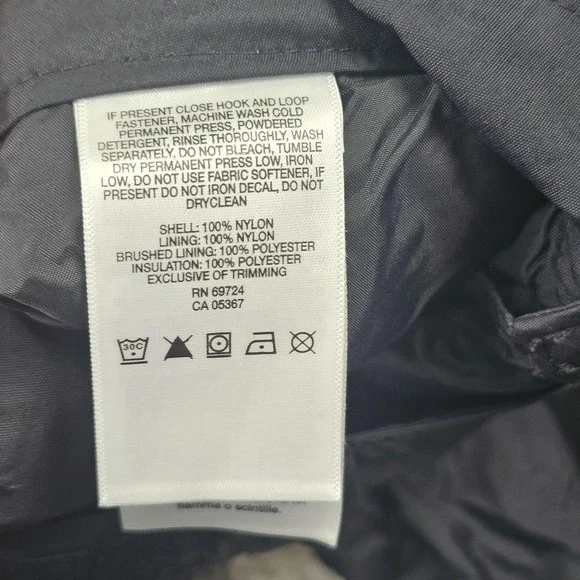 IF PRESENT CLOSE HOOK AND LOOP
FASTENER, MACHINE WASH COLD
PERMANENT PRESS, POWDERED
DETERGENT, RINSE THOROUGHLY, WASH
SEPARATELY, DO NOT BLEACH, TUMBLE
DRY PERMANENT PRESS LOW, IRON
LOW, DO NOT USE FABRIC SOFTENER, IF
PRESENT DO NOT IRON DECAL, DO NOT
DRYCLEAN
SHELL: 100% NYLON
LINING: 100% NYLON
BRUSHED LINING: 100% POLYESTER
INSULATION: 100% POLYESTER
EXCLUSIVE OF TRIMMING
RN 69724
CA 05367
30C
fiamma o scintille.